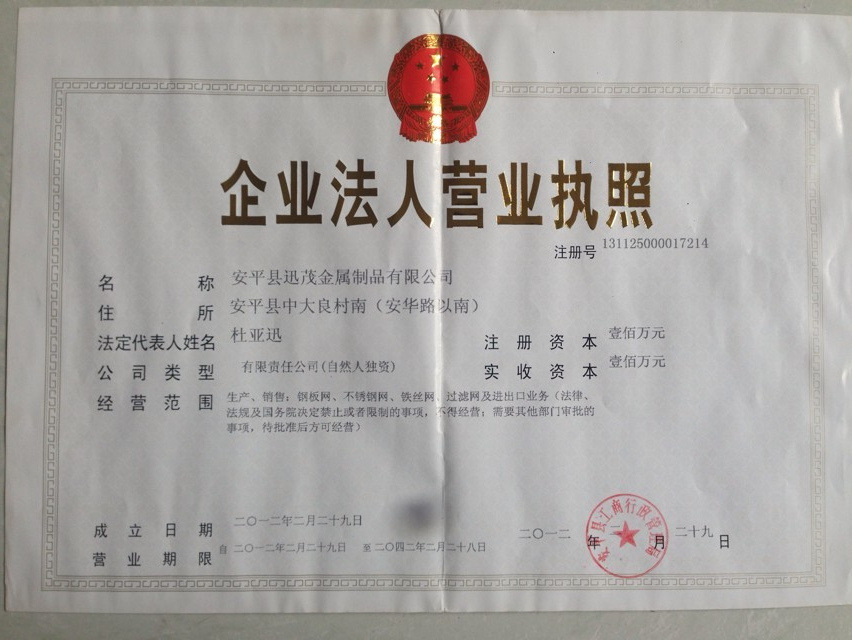 企业法人营业执照
注册号 131125000017214
名称 安平县迅茂金属制品有限公司
住所 安平县中大良村南（安华路以南）
法定代表人姓名 杜亚迅
注册资本 壹佰万元
公司类型 有限责任公司(自然人独资)
实收资本 壹佰万元
经营范围 生产、销售：钢板网、不锈钢网、铁丝网、过滤网及进出口业务（法律、
法规及国务院决定禁止或者限制的事项，不得经营；需要其他部门审批的
事项，待批准后方可经营）
成立日期 二〇一二年二月二十九日
营业期限 自 二〇一二年二月二十九日 至 二〇四二年二月二十八日
二〇一二 年 二 月 二十九 日
安平县工商行政管理局